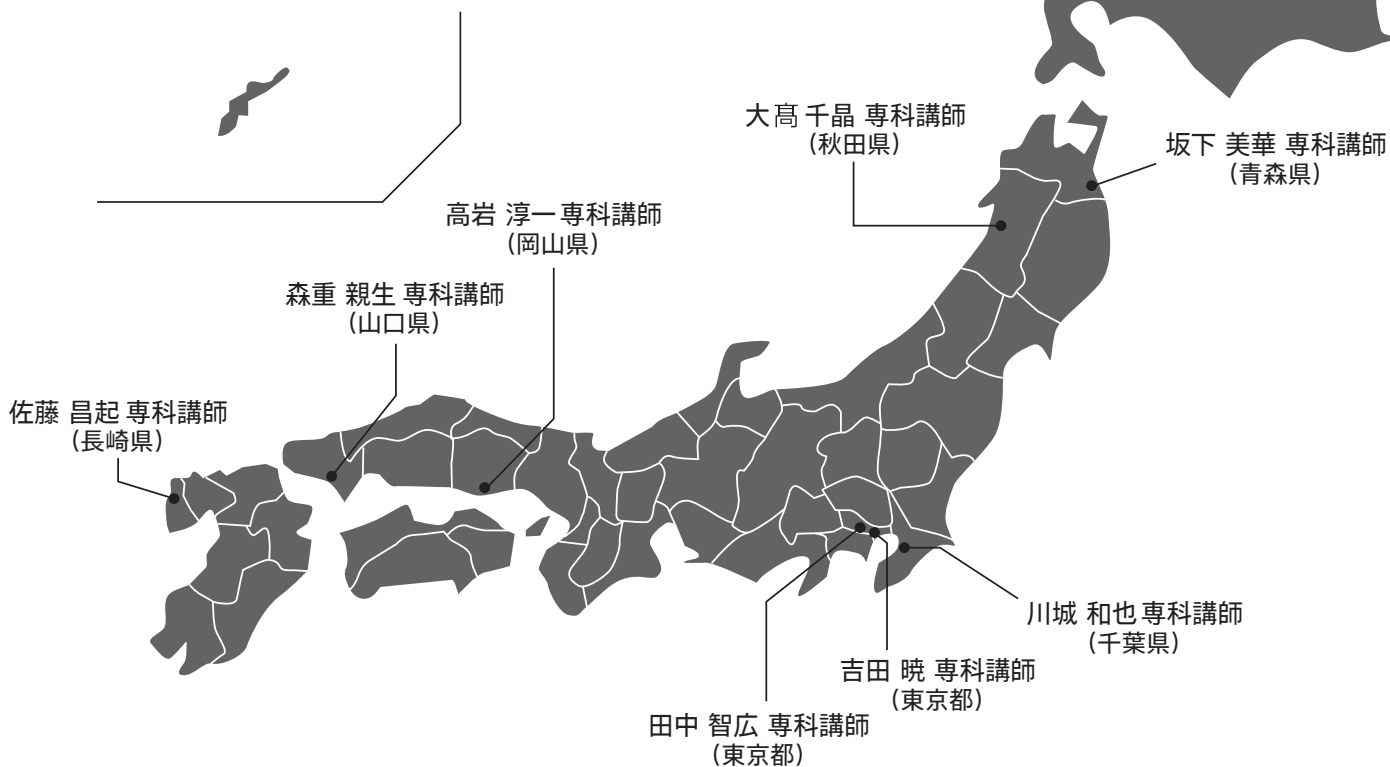 大髙 千晶 専科講師
(秋田県)
坂下 美華 専科講師
(青森県)
高岩 淳一 専科講師
(岡山県)
森重 親生 専科講師
(山口県)
佐藤 昌起 専科講師
(長崎県)
川城 和也 専科講師
(千葉県)
吉田 暁 専科講師
(東京都)
田中 智広 専科講師
(東京都)